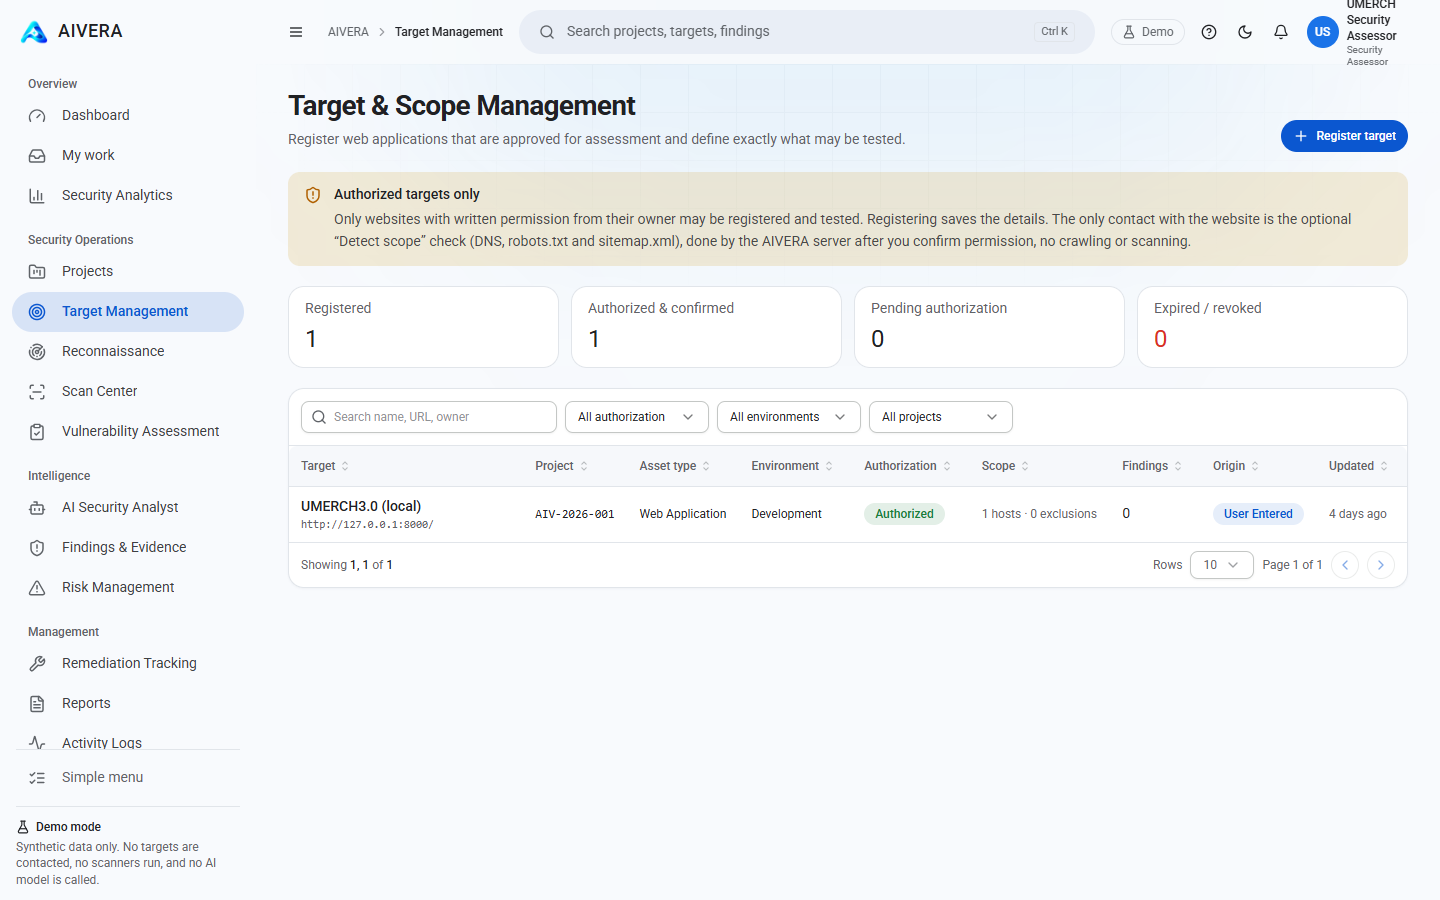 AIVERA
AIVERA > Target Management
Search projects, targets, findings
Ctrl K
Demo
US
UMERCH
Security
Assessor
Security
Assessor
Overview
Dashboard
My work
Security Analytics
Security Operations
Projects
Target Management
Reconnaissance
Scan Center
Vulnerability Assessment
Intelligence
AI Security Analyst
Findings & Evidence
Risk Management
Management
Remediation Tracking
Reports
Activity Logs
Simple menu
Demo mode
Synthetic data only. No targets are
contacted, no scanners run, and no AI
model is called.
Target & Scope Management
Register web applications that are approved for assessment and define exactly what may be tested.
Register target
Authorized targets only
Only websites with written permission from their owner may be registered and tested. Registering saves the details. The only contact with the website is the optional
“Detect scope” check (DNS, robots.txt and sitemap.xml), done by the AIVERA server after you confirm permission, no crawling or scanning.
Registered
1
Authorized & confirmed
1
Pending authorization
0
Expired / revoked
0
Search name, URL, owner
All authorization
All environments
All projects
Target Project Asset type Environment Authorization Scope Findings Origin Updated
UMERCH3.0 (local)
http://127.0.0.1:8000/
AIV-2026-001 Web Application Development Authorized 1 hosts · 0 exclusions 0 User Entered 4 days ago
Showing 1, 1 of 1
Rows 10 Page 1 of 1